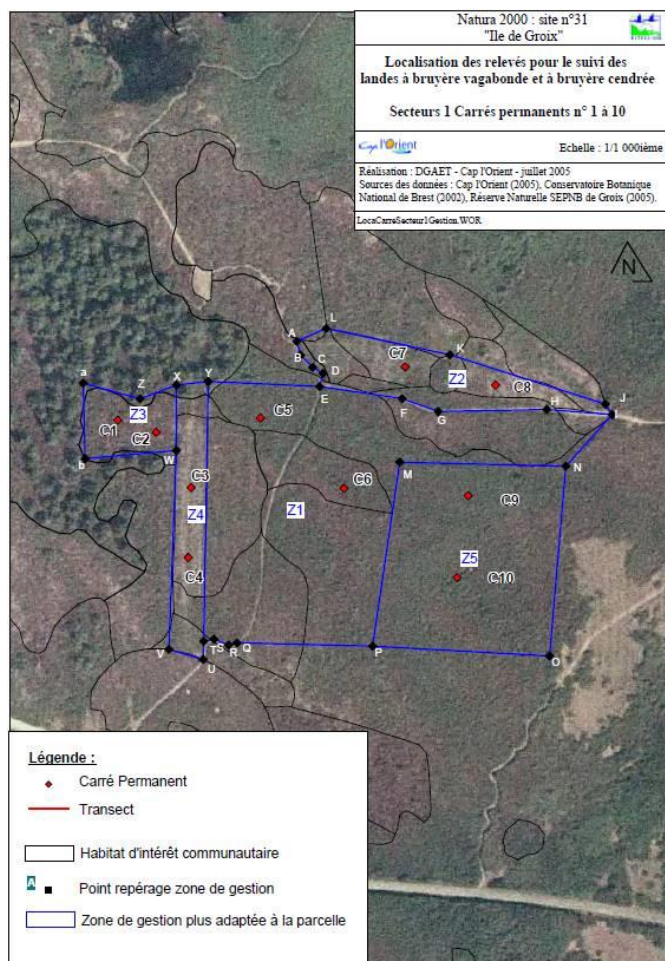 Natura 2000 : site n°31
"Ile de Groix"
Localisation des relevés pour le suivi des
landes à bruyère vagabonde et à bruyère cendrée
Secteurs 1 Carrés permanents n° 1 à 10
Cap l'Orient
Echelle : 1/1 000ième
Réalisation : DGAET - Cap l'Orient - juillet 2005
Sources des données : Cap l'Orient (2005), Conservatoire Botanique
National de Brest (2002), Réserve Naturelle SEPNB de Groix (2005).
LocaCarreSecteur1Gestion.WOR
N
L
A
B
C
D
K
C7
Z2
C8
a
Z
X
Y
E
F
G
H
J
I
Z3
C1
C2
C5
b
W
M
N
C3
C6
C9
Z4
Z1
C4
Z5
C10
V
U
T
S
R
Q
P
O
Légende :
Carré Permanent
Transect
Habitat d'intérêt communautaire
A
Point repérage zone de gestion
Zone de gestion plus adaptée à la parcelle